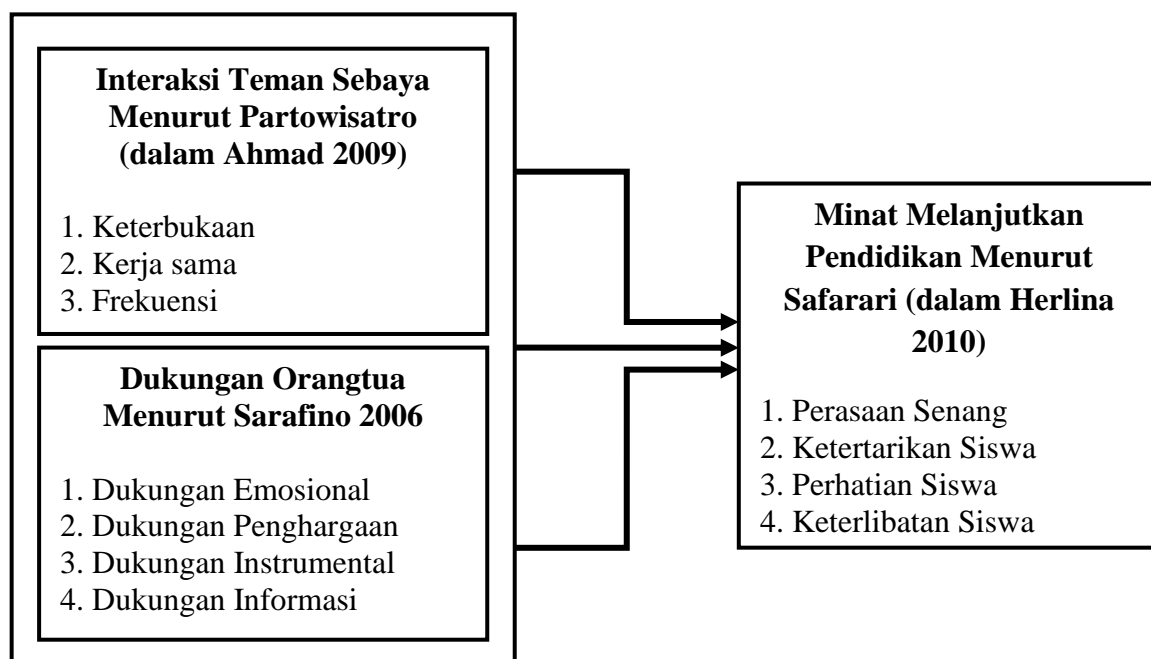 Interaksi Teman Sebaya
Menurut Partowisatro
(dalam Ahmad 2009)
1. Keterbukaan
2. Kerja sama
3. Frekuensi
Dukungan Orangtua
Menurut Sarafino 2006
1. Dukungan Emosional
2. Dukungan Penghargaan
3. Dukungan Instrumental
4. Dukungan Informasi
Minat Melanjutkan
Pendidikan Menurut
Safarari (dalam Herlina
2010)
1. Perasaan Senang
2. Ketertarikan Siswa
3. Perhatian Siswa
4. Keterlibatan Siswa